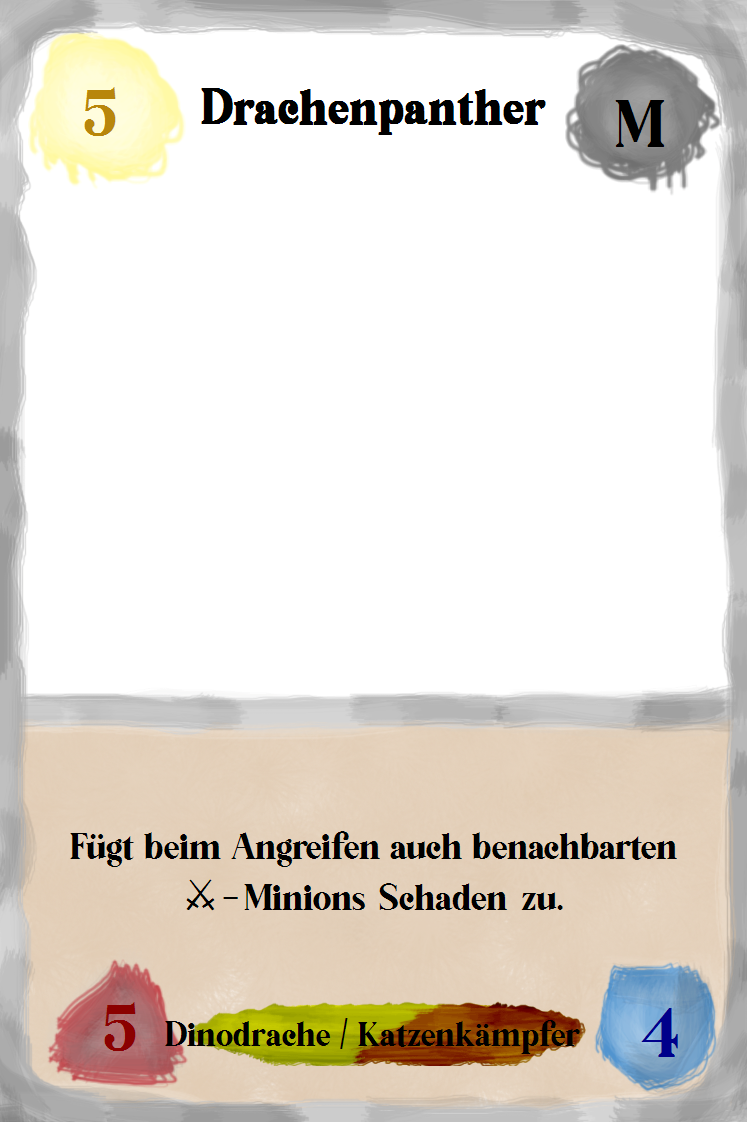 5 Drachenpanther M
Fügt beim Angreifen auch benachbarten
⚔-Minions Schaden zu.
5 Dinodrache / Katzenkämpfer 4